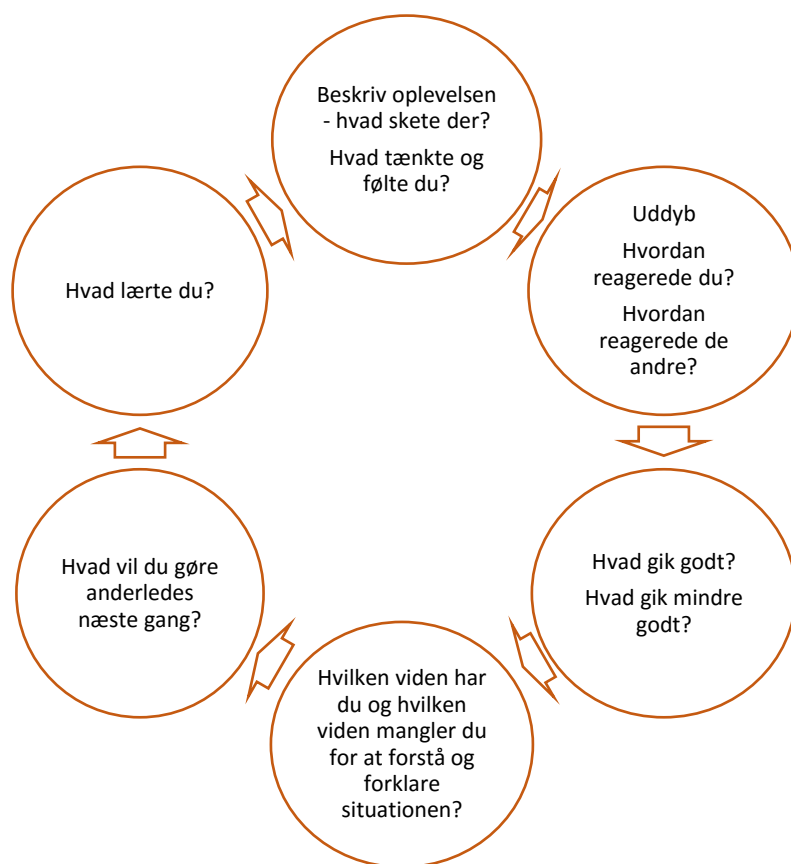 Beskriv oplevelsen
- hvad skete der?
Hvad tænkte og
følte du?
Uddyb
Hvordan
reagerede du?
Hvordan
reagerede de
andre?
Hvad gik godt?
Hvad gik mindre
godt?
Hvilken viden har
du og hvilken
viden mangler du
for at forstå og
forklare
situationen?
Hvad vil du gøre
anderledes
næste gang?
Hvad lærte du?